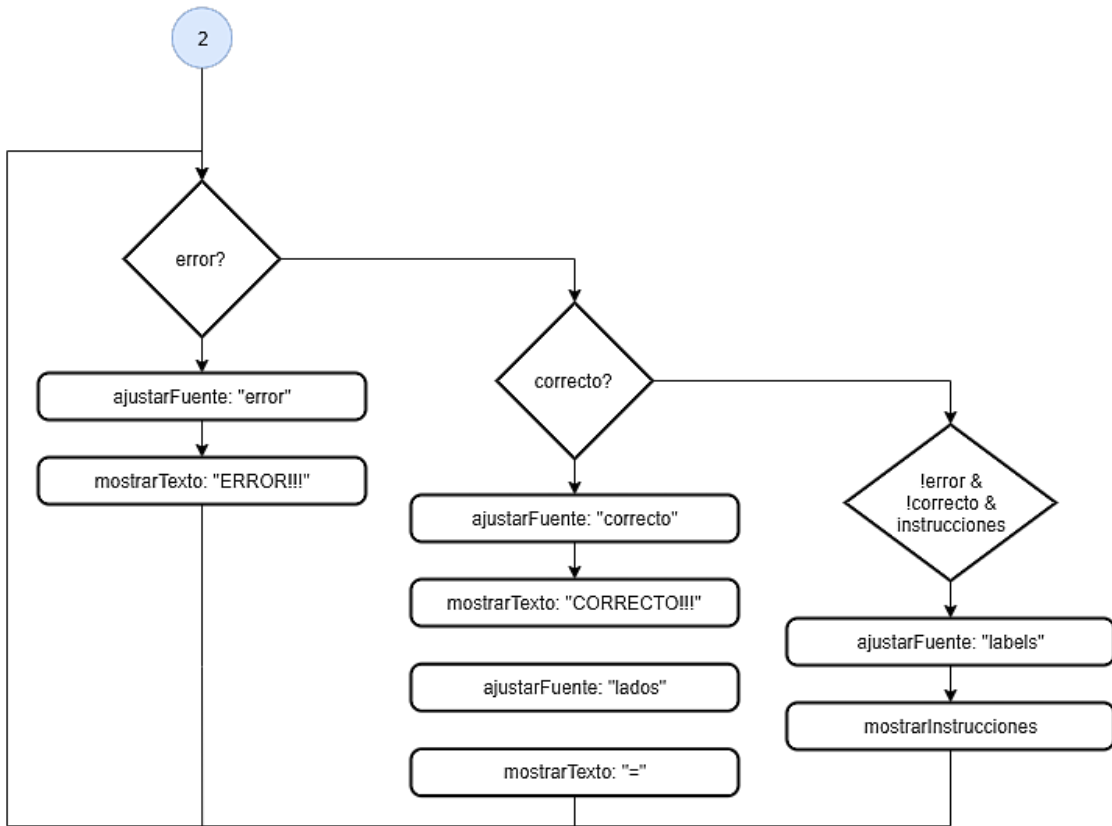 2
error?
ajustarFuente: "error"
mostrarTexto: "ERROR!!!"
correcto?
ajustarFuente: "correcto"
mostrarTexto: "CORRECTO!!!"
ajustarFuente: "lados"
mostrarTexto: "="
!error &
!correcto &
instrucciones
ajustarFuente: "labels"
mostrarInstrucciones